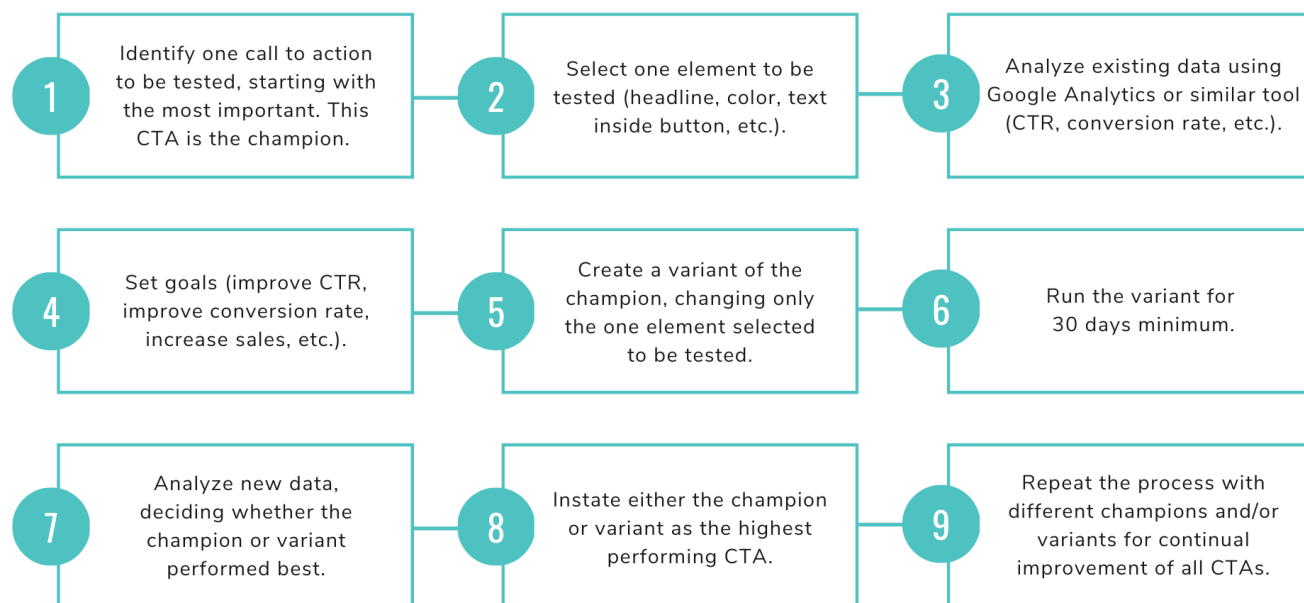 1
Identify one call to action
to be tested, starting with
the most important. This
CTA is the champion.
2
Select one element to be
tested (headline, color, text
inside button, etc.).
3
Analyze existing data using
Google Analytics or similar tool
(CTR, conversion rate, etc.).
4
Set goals (improve CTR,
improve conversion rate,
increase sales, etc.).
5
Create a variant of the
champion, changing only
the one element selected
to be tested.
6
Run the variant for
30 days minimum.
7
Analyze new data,
deciding whether the
champion or variant
performed best.
8
Instate either the champion
or variant as the highest
performing CTA.
9
Repeat the process with
different champions and/or
variants for continual
improvement of all CTAs.